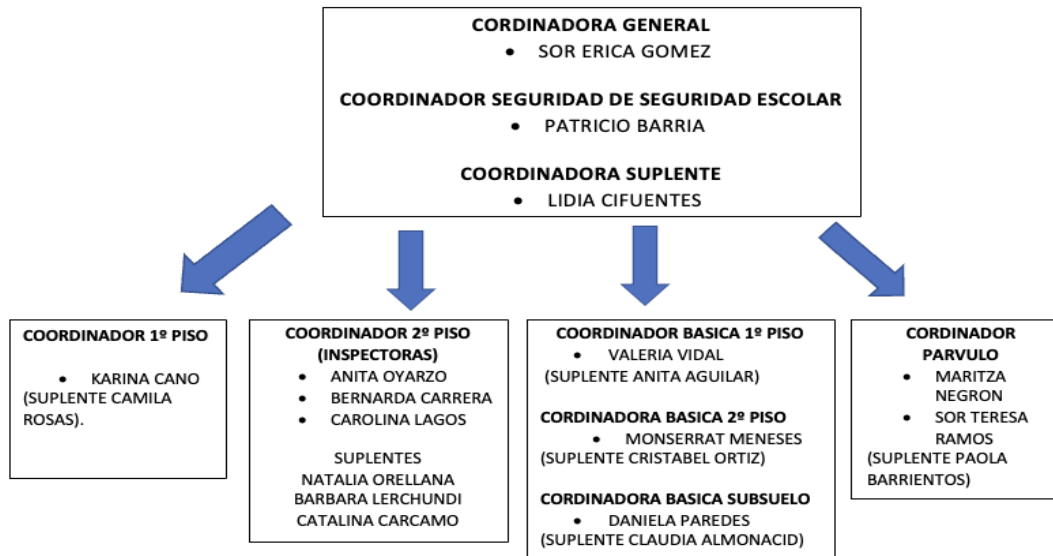 CORDINADORA GENERAL
• SOR ERICA GOMEZ
COORDINADOR SEGURIDAD DE SEGURIDAD ESCOLAR
• PATRICIO BARRIA
COORDINADORA SUPLENTE
• LIDIA CIFUENTES
COORDINADOR 1º PISO
• KARINA CANO
(SUPLENTE CAMILA
ROSAS).
COORDINADOR 2º PISO
(INSPECTORAS)
• ANITA OYARZO
• BERNARDA CARRERA
• CAROLINA LAGOS
SUPLENTES
NATALIA ORELLANA
BARBARA LERCHUNDI
CATALINA CARCAMO
COORDINADOR BASICA 1º PISO
• VALERIA VIDAL
(SUPLENTE ANITA AGUILAR)
CORDINADORA BASICA 2º PISO
• MONSERRAT MENESES
(SUPLENTE CRISTABEL ORTIZ)
CORDINADORA BASICA SUBSUELO
• DANIELA PAREDES
(SUPLENTE CLAUDIA ALMONACID)
CORDINADOR
PARVULO
• MARITZA
NEGRON
• SOR TERESA
RAMOS
(SUPLENTE PAOLA
BARRIENTOS)